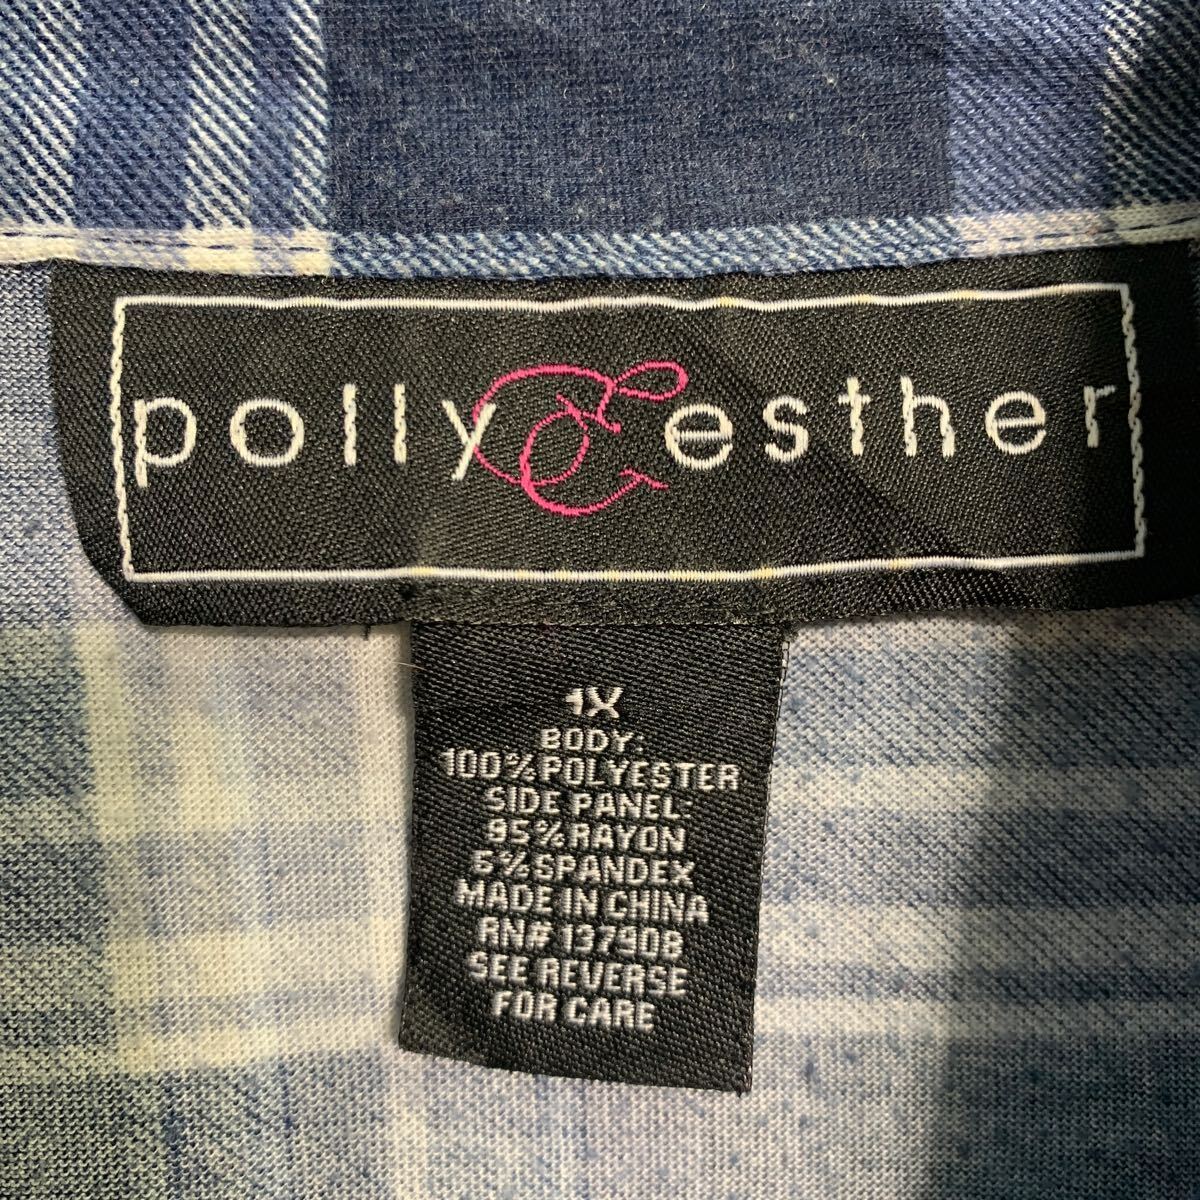 polly & esther
1X
BODY:
100% POLYESTER
SIDE PANEL:
95% RAYON
5% SPANDEX
MADE IN CHINA
RN# 137908
SEE REVERSE
FOR CARE